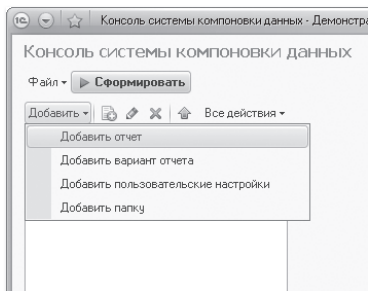 1С Консоль системы компоновки данных - Демонстра
Консоль системы компоновки данных
Файл Сформировать
Добавить Все действия
Добавить отчет
Добавить вариант отчета
Добавить пользовательские настройки
Добавить папку